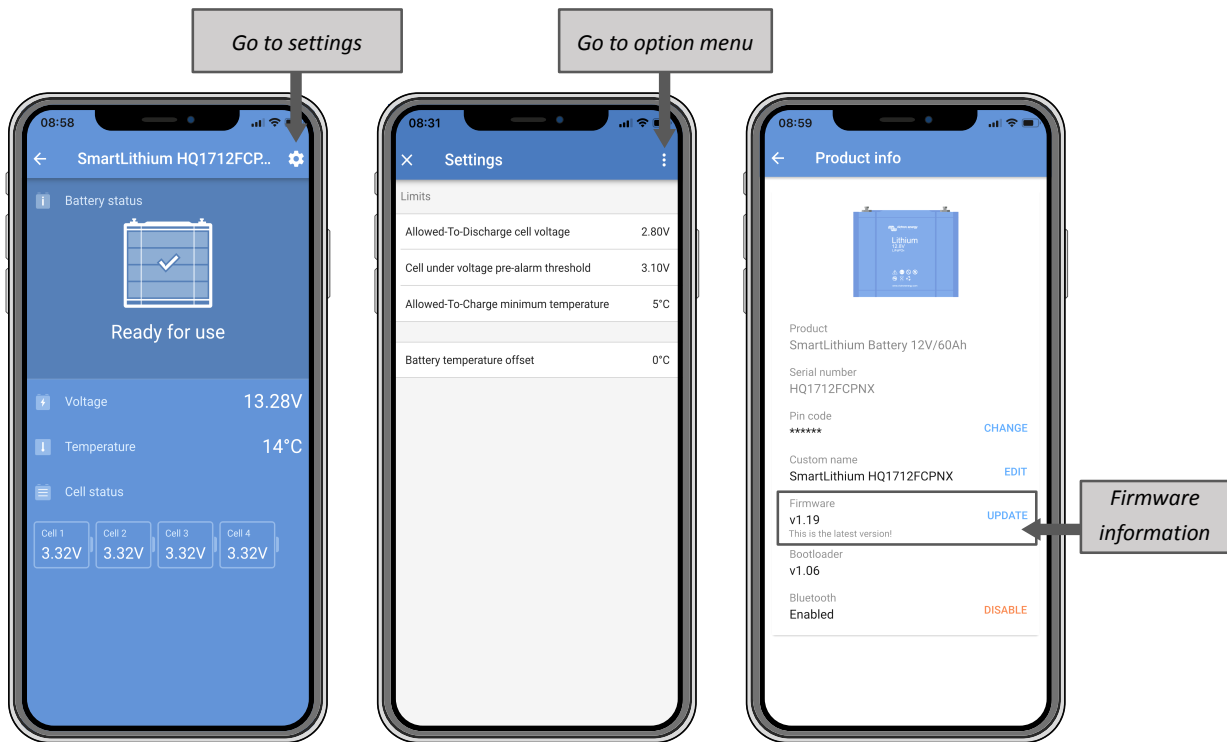 Go to settings
Go to option menu
08:58
SmartLithium HQ1712FCP...
Battery status
Ready for use
Voltage 13.28V
Temperature 14°C
Cell status
Cell 1 Cell 2 Cell 3 Cell 4
3.32V 3.32V 3.32V 3.32V
08:31
Settings
Limits
Allowed-To-Discharge cell voltage 2.80V
Cell under voltage pre-alarm threshold 3.10V
Allowed-To-Charge minimum temperature 5°C
Battery temperature offset 0°C
08:59
Product info
Lithium
12.8V
Product
SmartLithium Battery 12V/60Ah
Serial number
HQ1712FCPNX
Pin code
****** CHANGE
Custom name
SmartLithium HQ1712FCPNX EDIT
Firmware
v1.19 UPDATE
This is the latest version!
Bootloader
v1.06
Bluetooth
Enabled DISABLE
Firmware
information